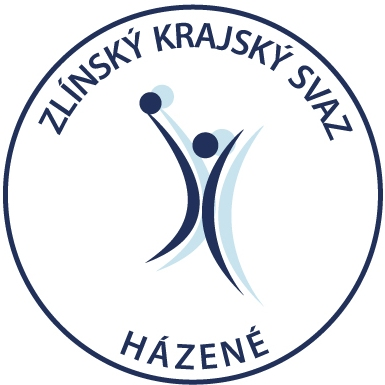 ZLÍNSKÝ KRAJSKÝ SVAZ
HÁZENÉ